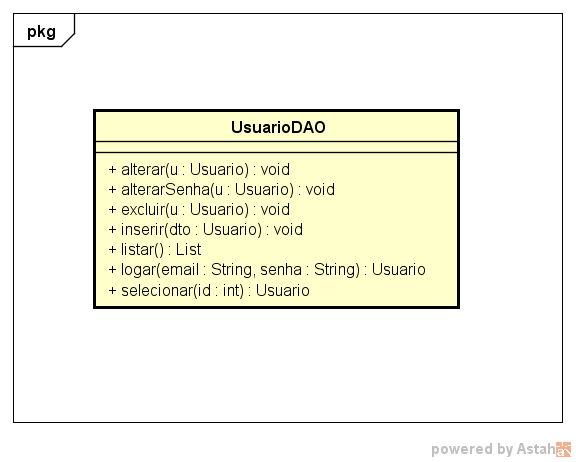 pkg
UsuarioDAO
+ alterar(u : Usuario) : void
+ alterarSenha(u : Usuario) : void
+ excluir(u : Usuario) : void
+ inserir(dto : Usuario) : void
+ listar() : List
+ logar(email : String, senha : String) : Usuario
+ selecionar(id : int) : Usuario
powered by Astah